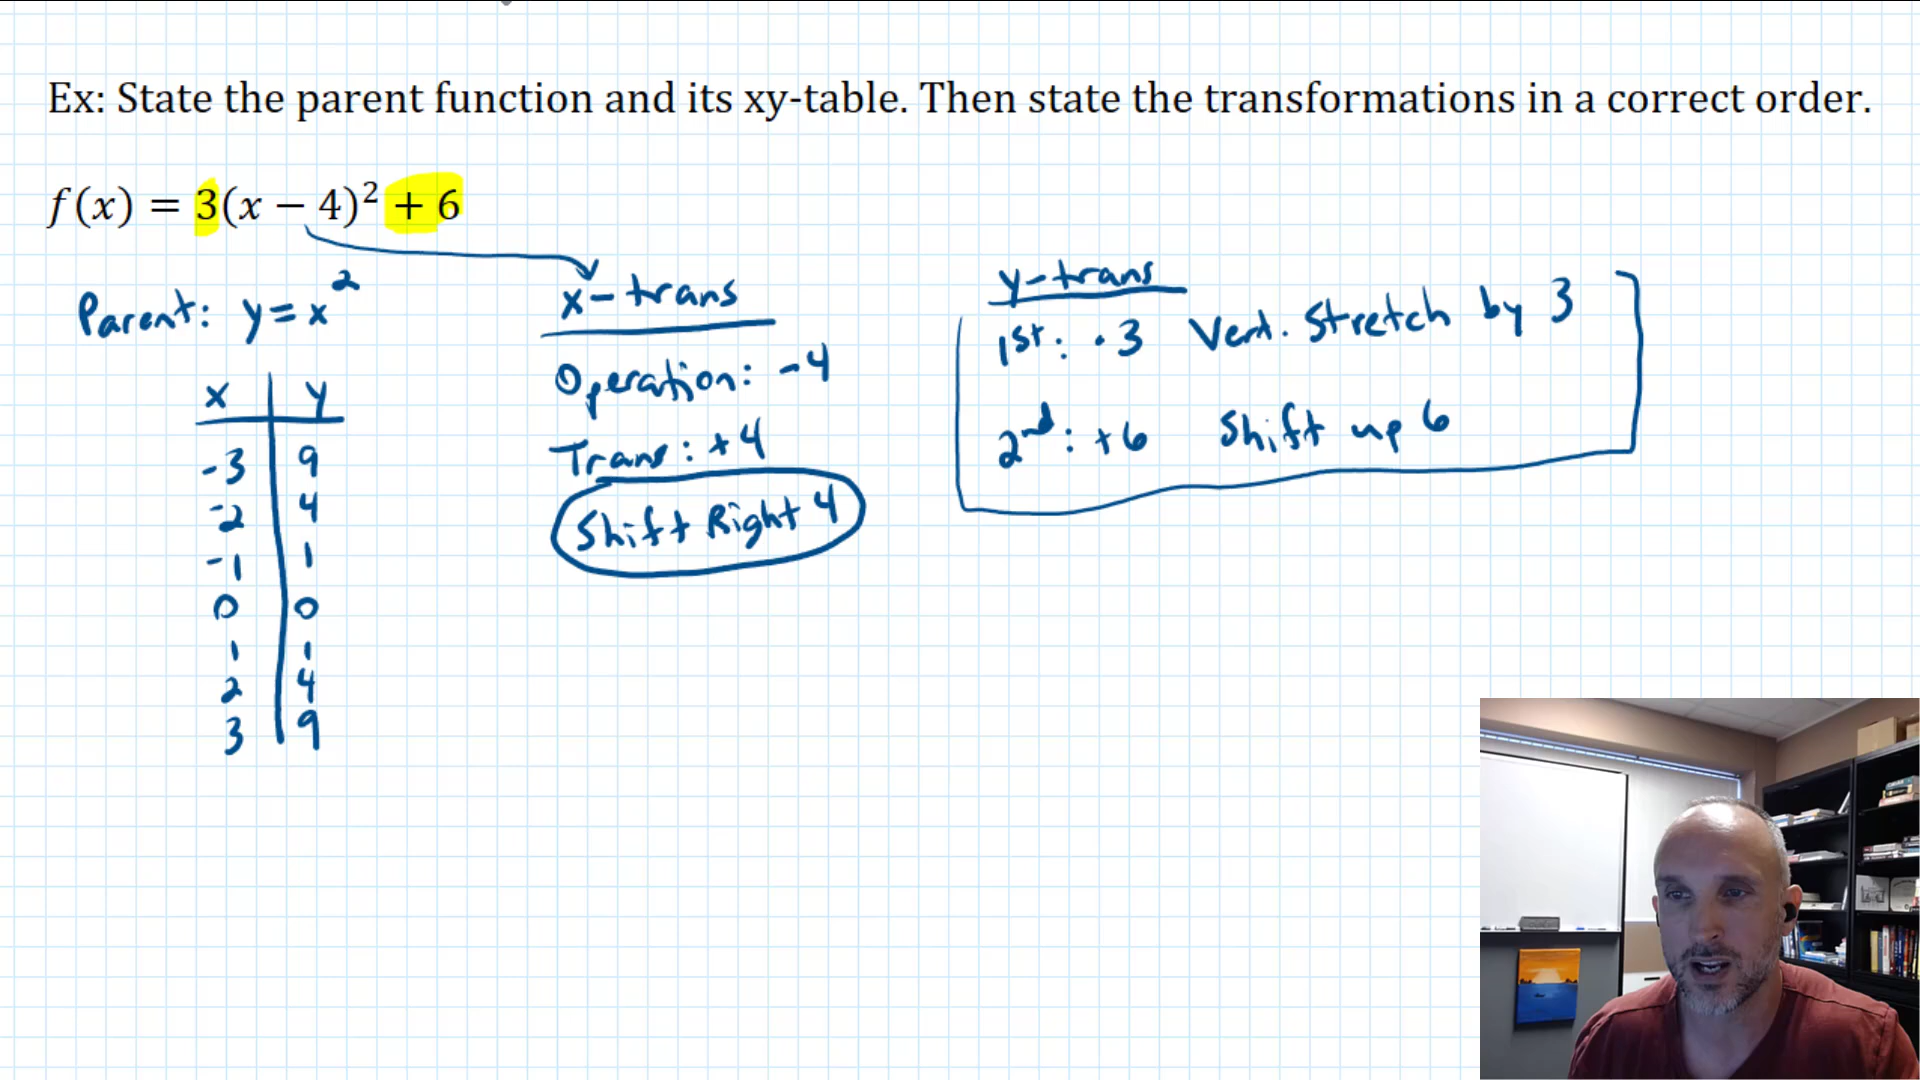 Ex: State the parent function and its xy-table. Then state the transformations in a correct order.
f(x) = 3(x − 4)² + 6
Parent: y = x²
x y
-3 9
-2 4
-1 1
0 0
1 1
2 4
3 9
x-trans
Operation: -4
Trans: +4
Shift Right 4
y-trans
1st: · 3 Vert. Stretch by 3
2nd: +6 Shift up 6